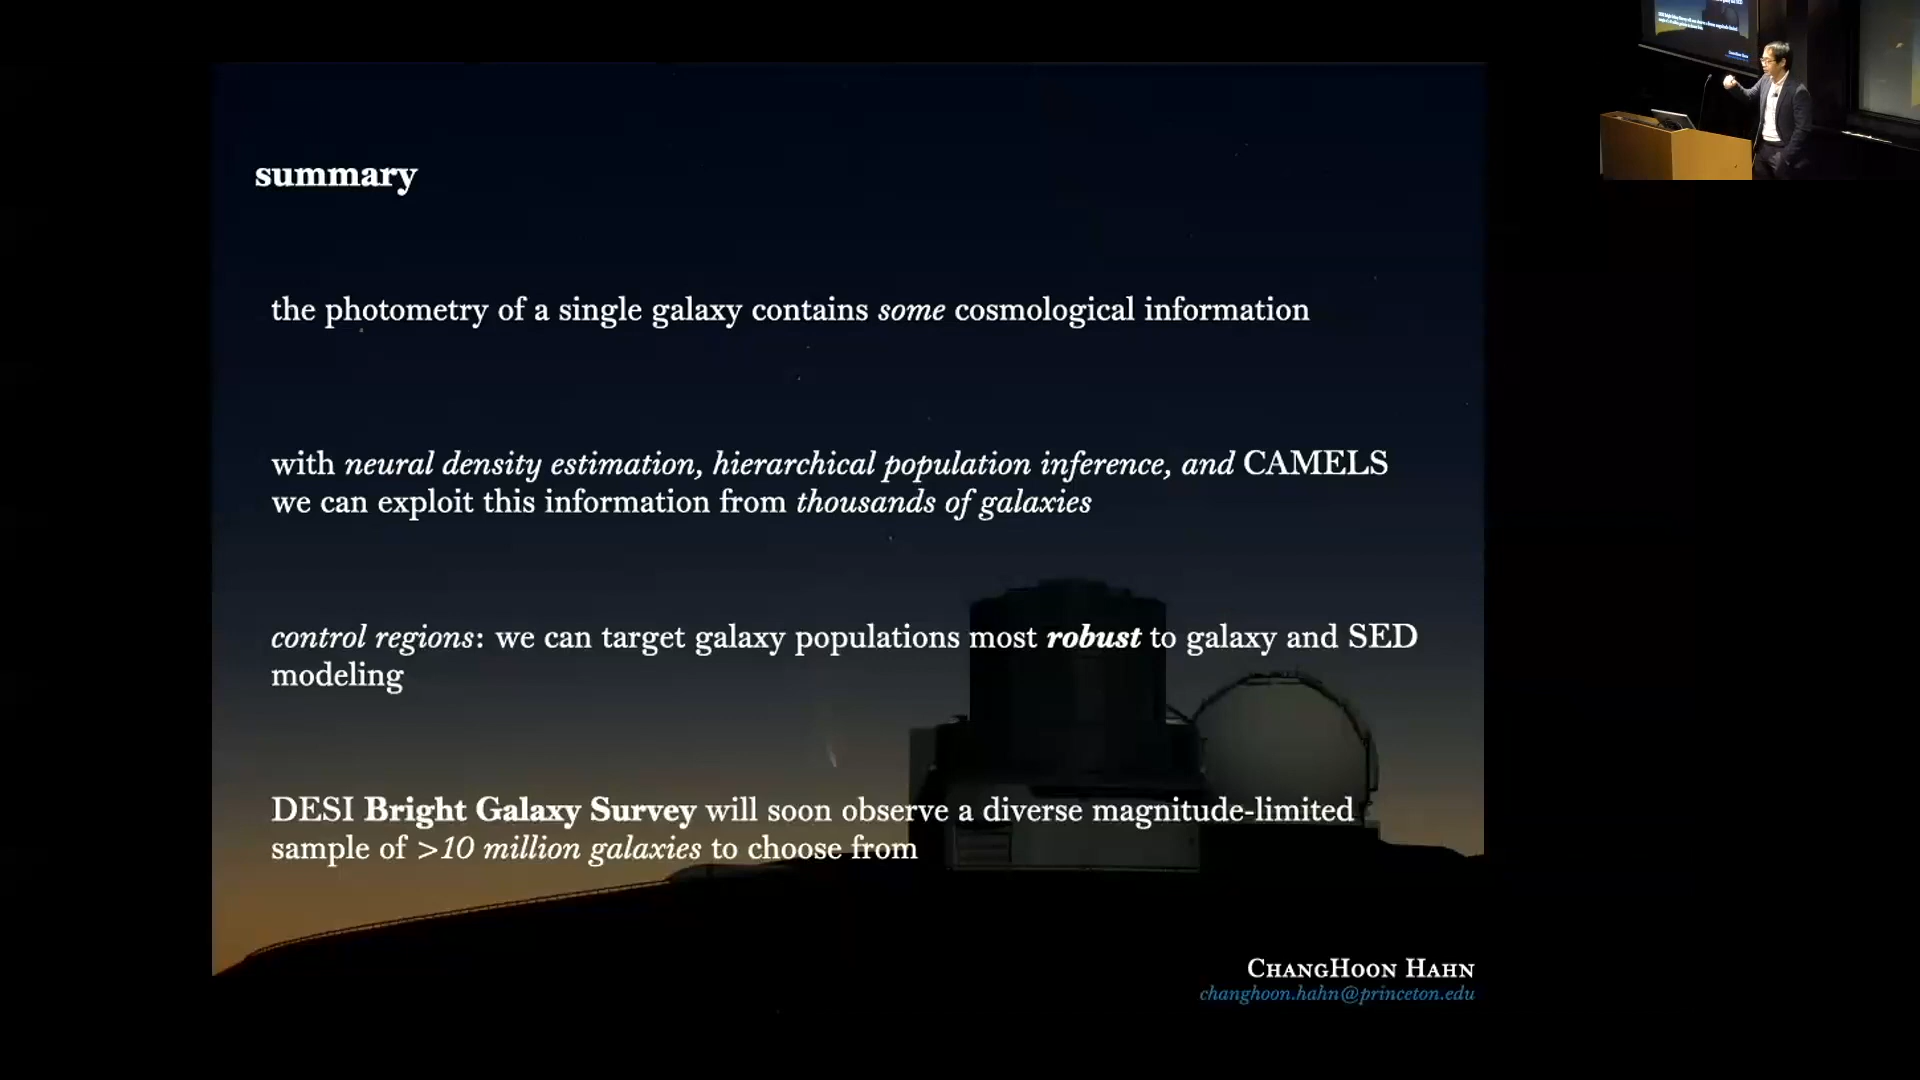 summary
the photometry of a single galaxy contains some cosmological information
with neural density estimation, hierarchical population inference, and CAMELS
we can exploit this information from thousands of galaxies
control regions: we can target galaxy populations most robust to galaxy and SED
modeling
DESI Bright Galaxy Survey will soon observe a diverse magnitude-limited
sample of >10 million galaxies to choose from
ChangHoon Hahn
changhoon.hahn@princeton.edu